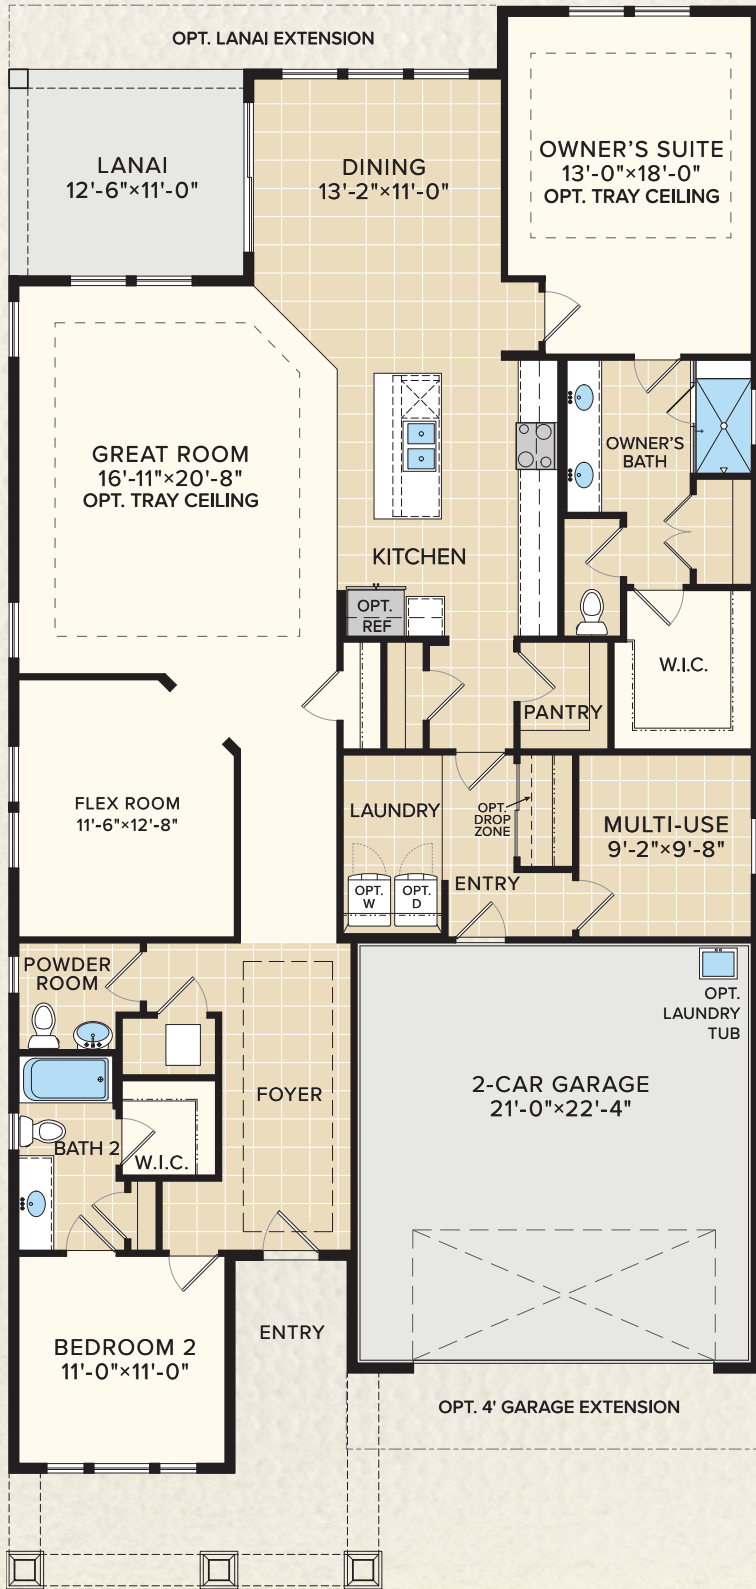 OPT. LANAI EXTENSION
LANAI
12'-6"×11'-0"
DINING
13'-2"×11'-0"
OWNER'S SUITE
13'-0"×18'-0"
OPT. TRAY CEILING
GREAT ROOM
16'-11"×20'-8"
OPT. TRAY CEILING
OWNER'S
BATH
KITCHEN
OPT.
REF
W.I.C.
PANTRY
FLEX ROOM
11'-6"×12'-8"
LAUNDRY
OPT.
DROP
ZONE
MULTI-USE
9'-2"×9'-8"
OPT.
W
OPT.
D
ENTRY
POWDER
ROOM
OPT.
LAUNDRY
TUB
FOYER
2-CAR GARAGE
21'-0"×22'-4"
BATH 2
W.I.C.
ENTRY
BEDROOM 2
11'-0"×11'-0"
OPT. 4' GARAGE EXTENSION